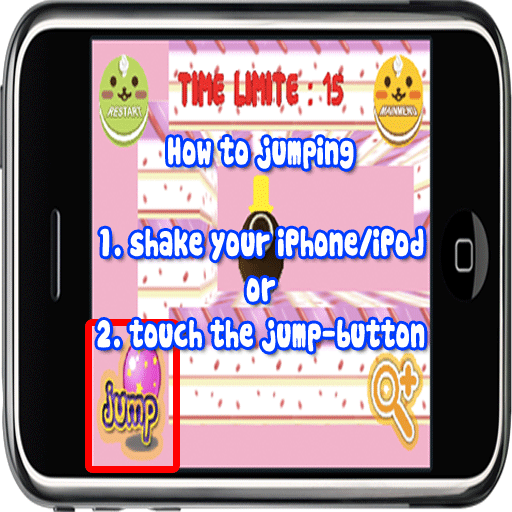 TIME LIMITE : 15
RESTART
MAINMENU
How to jumping
1. shake your iPhone/iPod
or
2. touch the jump-button
jump